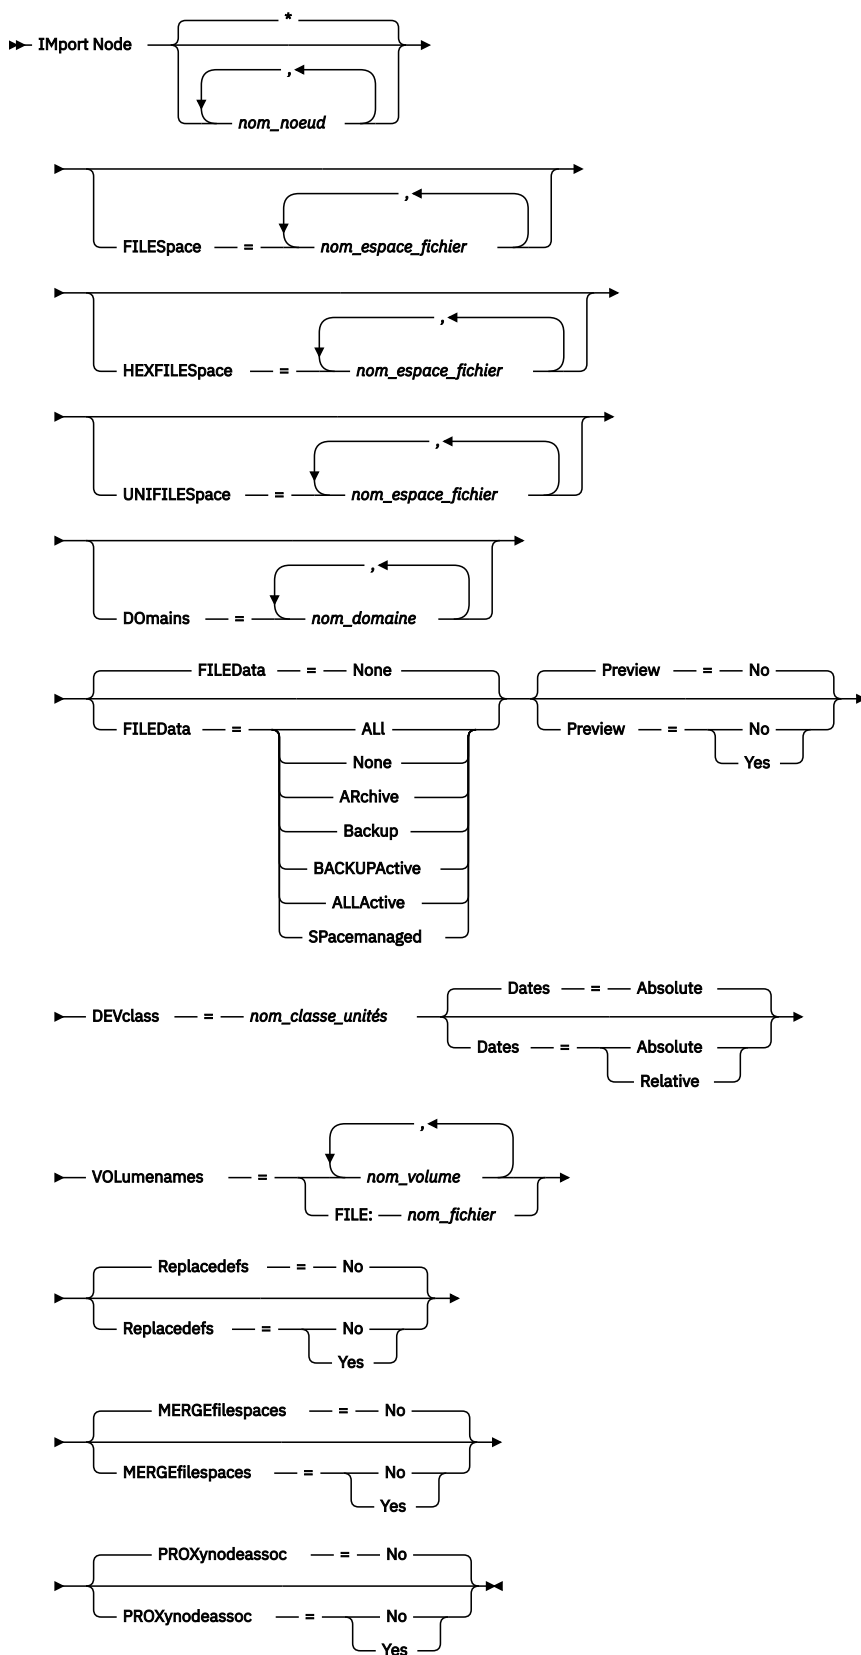 *
IMport Node
,
nom_noeud
,
FILESpace = nom_espace_fichier
,
HEXFILESpace = nom_espace_fichier
,
UNIFILESpace = nom_espace_fichier
,
DOmains = nom_domaine
FILEData = None Preview = No
FILEData = ALl Preview = No
None Yes
ARchive
Backup
BACKUPActive
ALLActive
SPacemanaged
Dates = Absolute
DEVclass = nom_classe_unités
Dates = Absolute
Relative
,
VOLumenames = nom_volume
FILE: nom_fichier
Replacedefs = No
Replacedefs = No
Yes
MERGEfilespaces = No
MERGEfilespaces = No
Yes
PROXynodeassoc = No
PROXynodeassoc = No
Yes